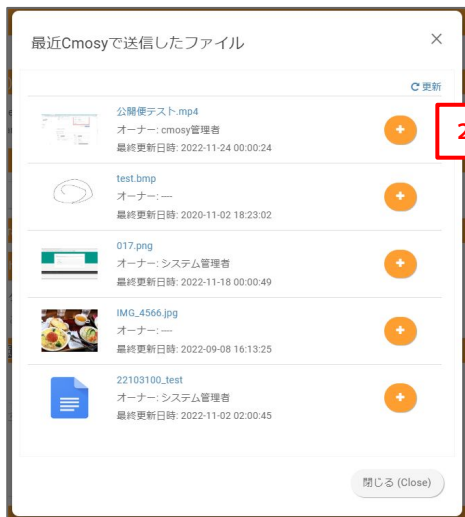 最近Cmosyで送信したファイル
更新
公開便テスト.mp4
オーナー: cmosy管理者
最終更新日時: 2022-11-24 00:00:24
2
test.bmp
オーナー: ---
最終更新日時: 2020-11-02 18:23:02
017.png
オーナー: システム管理者
最終更新日時: 2022-11-18 00:00:49
IMG_4566.jpg
オーナー: ---
最終更新日時: 2022-09-08 16:13:25
22103100_test
オーナー: システム管理者
最終更新日時: 2022-11-02 02:00:45
閉じる (Close)